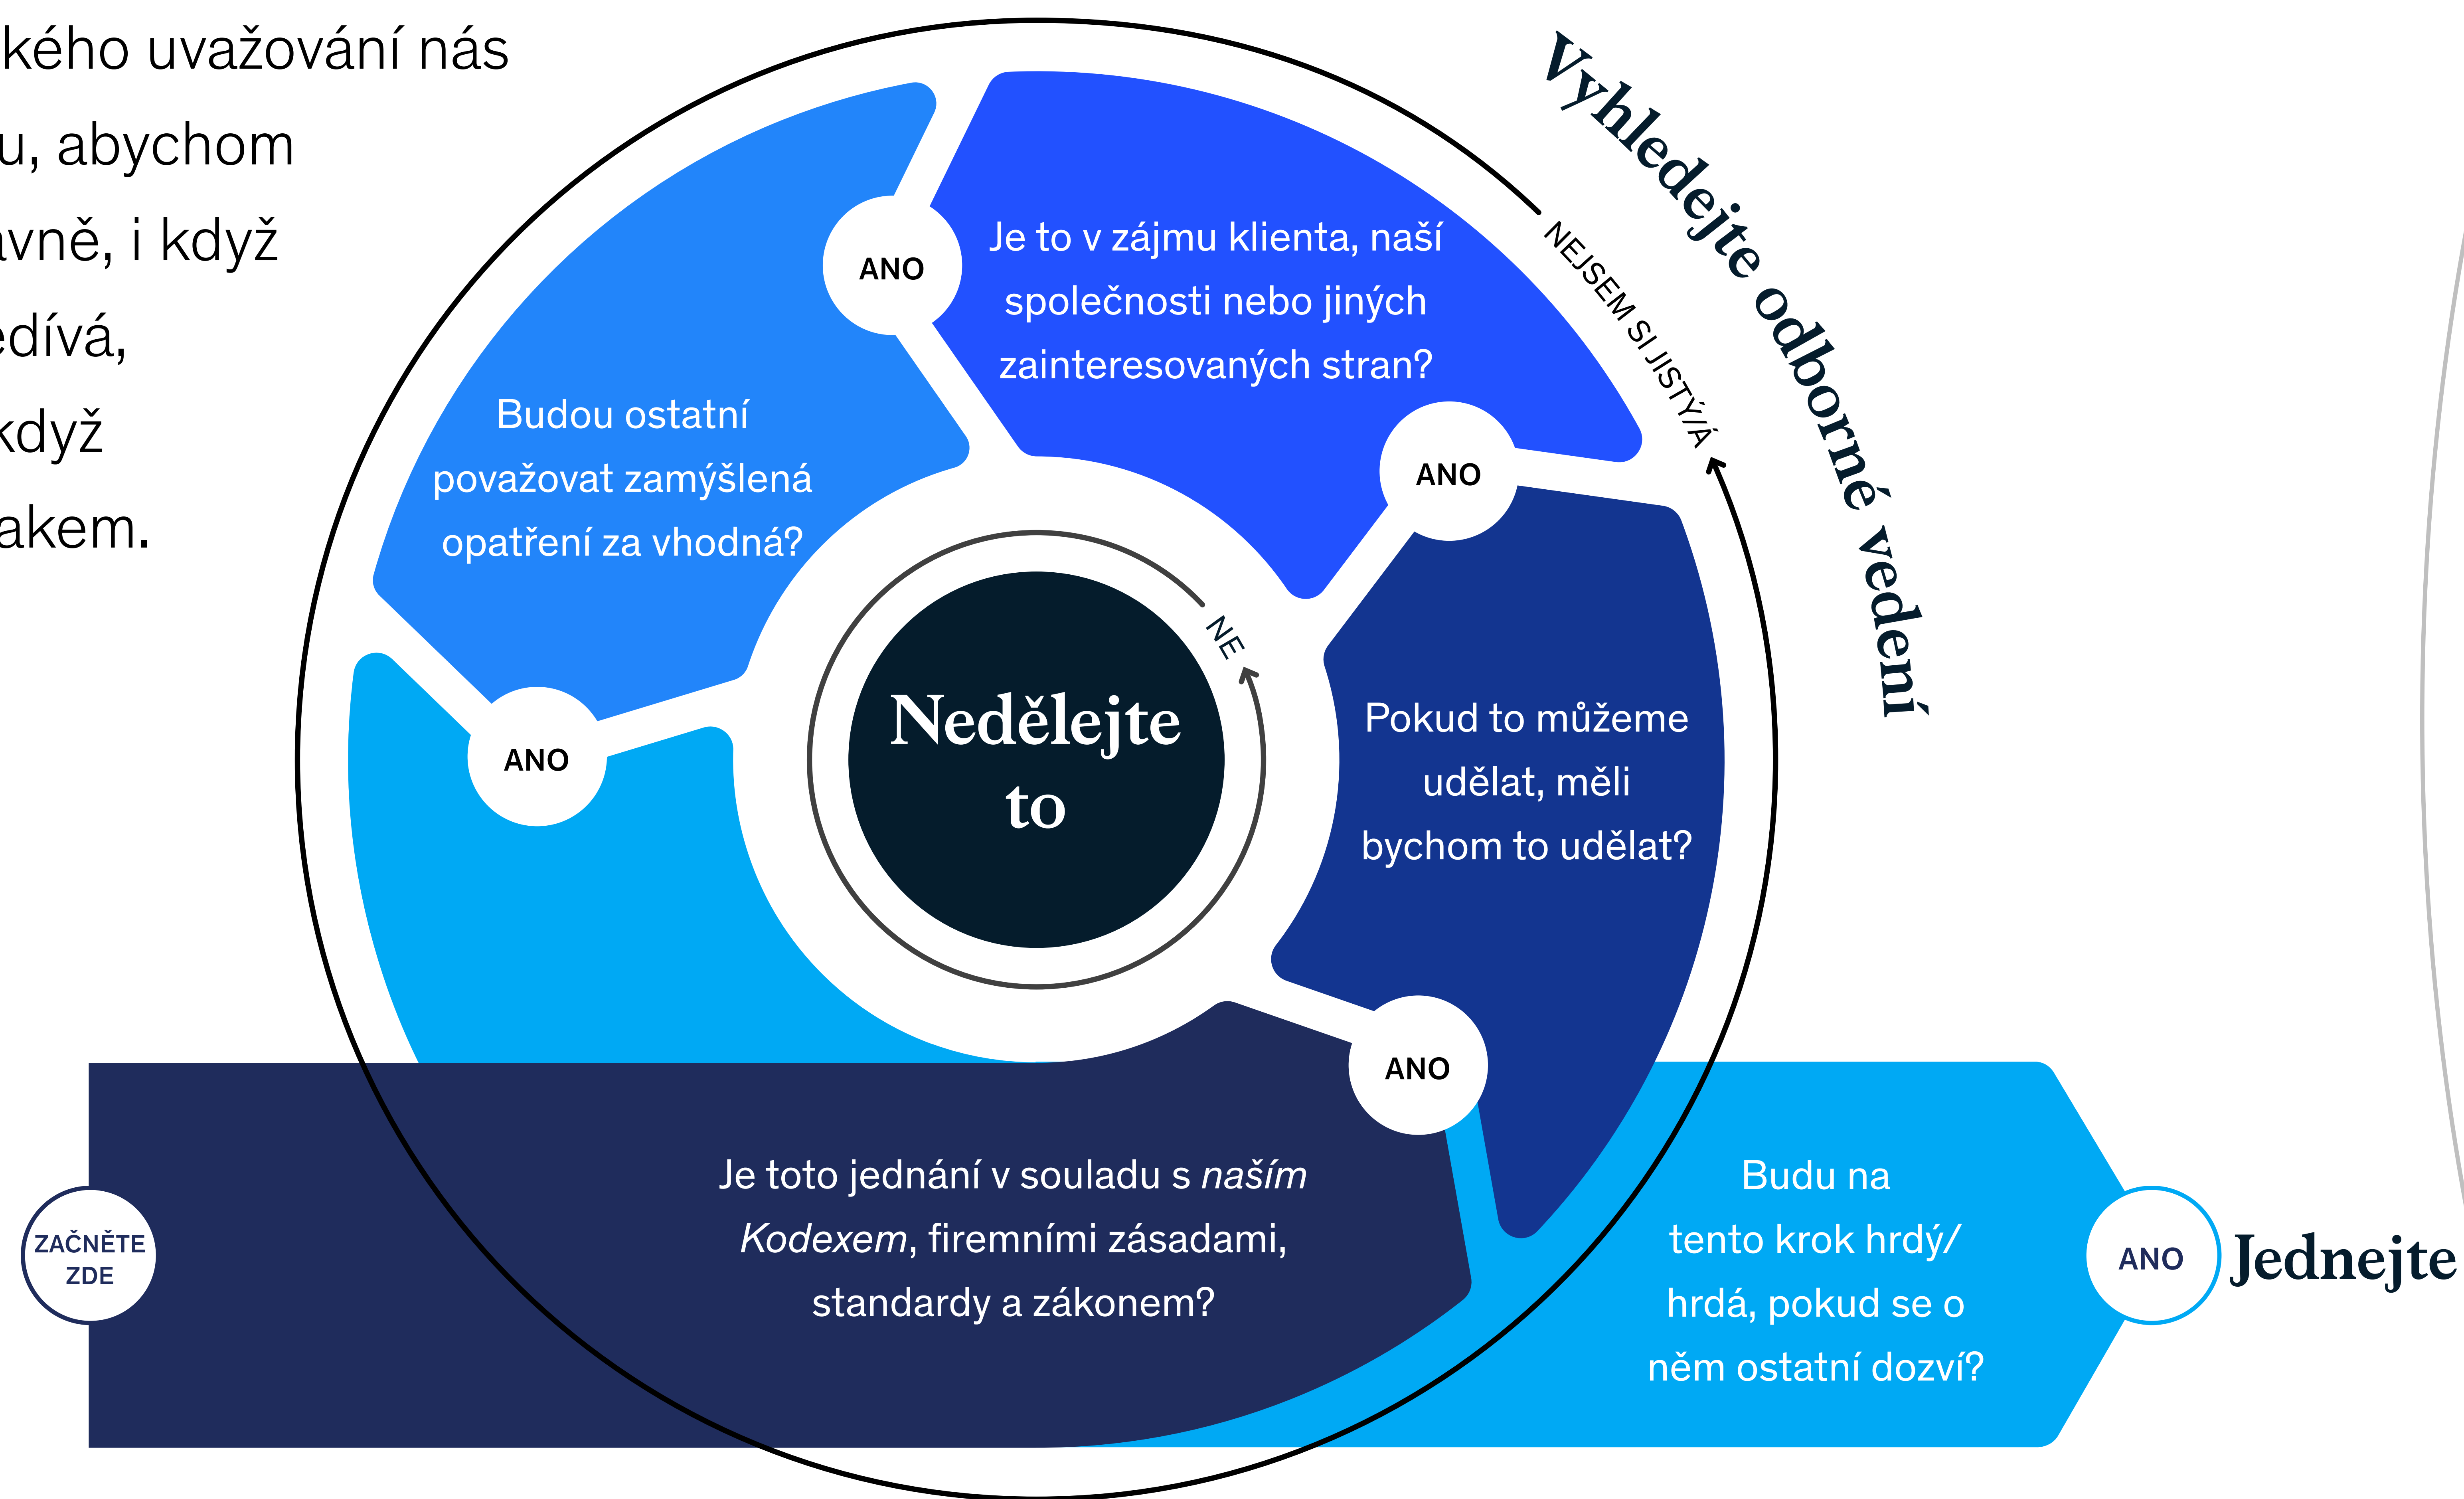 kého uvažování nás
u, abychom
vně, i když
edívá,
když
akem.
ZAČNĚTE
ZDE
Je toto jednání v souladu s naším
Kodexem, firemními zásadami,
standardy a zákonem?
ANO
Pokud to můžeme
udělat, měli
bychom to udělat?
ANO
Je to v zájmu klienta, naší
společnosti nebo jiných
zainteresovaných stran?
ANO
Budou ostatní
považovat zamýšlená
opatření za vhodná?
ANO
Budu na
tento krok hrdý/
hrdá, pokud se o
něm ostatní dozví?
ANO
Jednejte
NE
Nedělejte
to
NEJSEM SI JISTÝ/Á
Vyhledejte odborné vedení